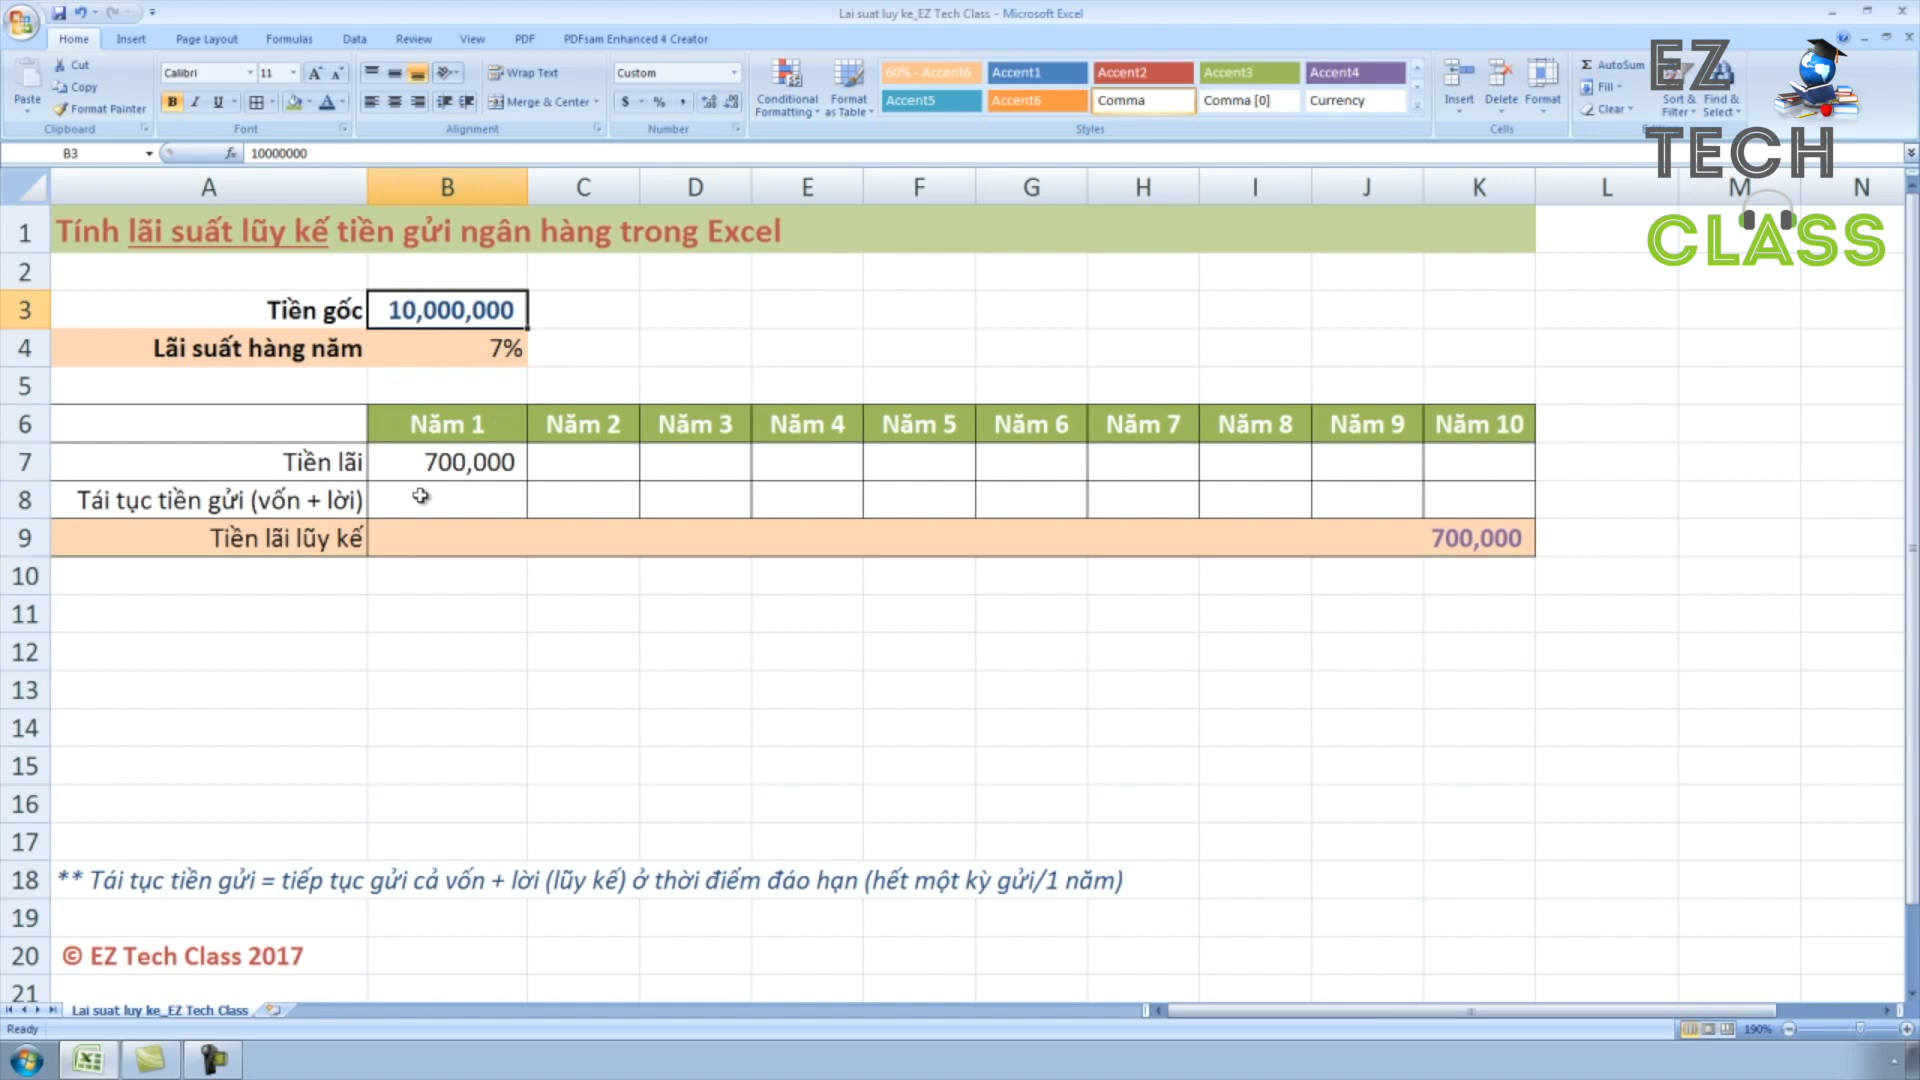 Lai suat luy ke_EZ Tech Class - Microsoft Excel
Home Insert Page Layout Formulas Data Review View PDF PDFsam Enhanced 4 Creator
Paste Cut Copy Format Painter Clipboard
Calibri 11 B I U Font
Wrap Text Merge & Center Alignment
Custom $ % , Number
Conditional Formatting Format as Table
60% - Accent6 Accent1 Accent2 Accent3 Accent4
Accent5 Accent6 Comma Comma [0] Currency
Styles
Insert Delete Format Cells
Σ AutoSum Fill Clear Sort & Filter Find & Select
EZ
TECH
CLASS
B3 fx 10000000
A B C D E F G H I J K L M N
1 Tính lãi suất lũy kế tiền gửi ngân hàng trong Excel
2
3 Tiền gốc 10,000,000
4 Lãi suất hàng năm 7%
5
6 Năm 1 Năm 2 Năm 3 Năm 4 Năm 5 Năm 6 Năm 7 Năm 8 Năm 9 Năm 10
7 Tiền lãi 700,000
8 Tái tục tiền gửi (vốn + lời)
9 Tiền lãi lũy kế 700,000
10
11
12
13
14
15
16
17
18 ** Tái tục tiền gửi = tiếp tục gửi cả vốn + lời (lũy kế) ở thời điểm đáo hạn (hết một kỳ gửi/1 năm)
19
20 © EZ Tech Class 2017
21
Lai suat luy ke_EZ Tech Class
Ready 190%